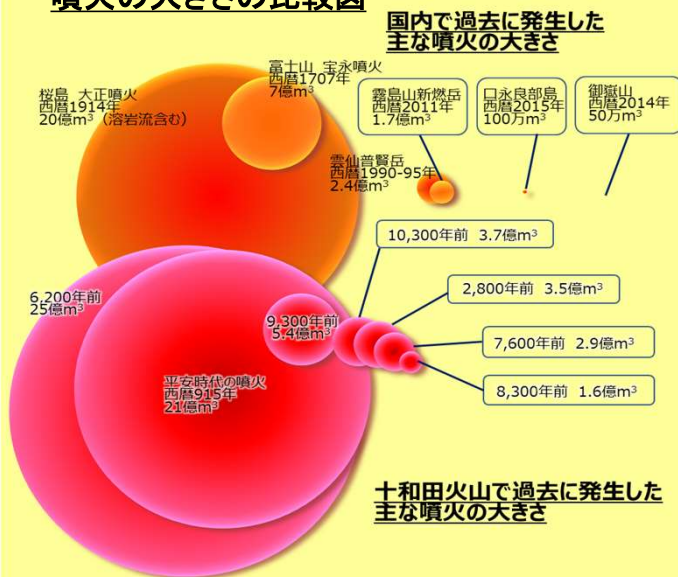 噴火の大きさの比較図
国内で過去に発生した
主な噴火の大きさ
富士山 宝永噴火
西暦1707年
7億m³
桜島 大正噴火
西暦1914年
20億m³（溶岩流含む）
霧島山新燃岳
西暦2011年
1.7億m³
口永良部島
西暦2015年
100万m³
御嶽山
西暦2014年
50万m³
雲仙普賢岳
西暦1990-95年
2.4億m³
10,300年前 3.7億m³
2,800年前 3.5億m³
6,200年前
25億m³
9,300年前
5.4億m³
7,600年前 2.9億m³
8,300年前 1.6億m³
平安時代の噴火
西暦915年
21億m³
十和田火山で過去に発生した
主な噴火の大きさ